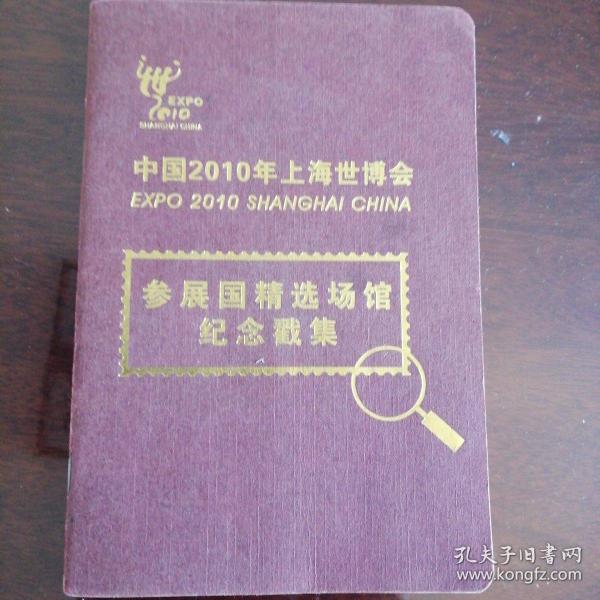 EXPO
2010
SHANGHAI CHINA
中国2010年上海世博会
EXPO 2010 SHANGHAI CHINA
参展国精选场馆
纪念戳集
孔夫子旧书网
www.kongfz.com